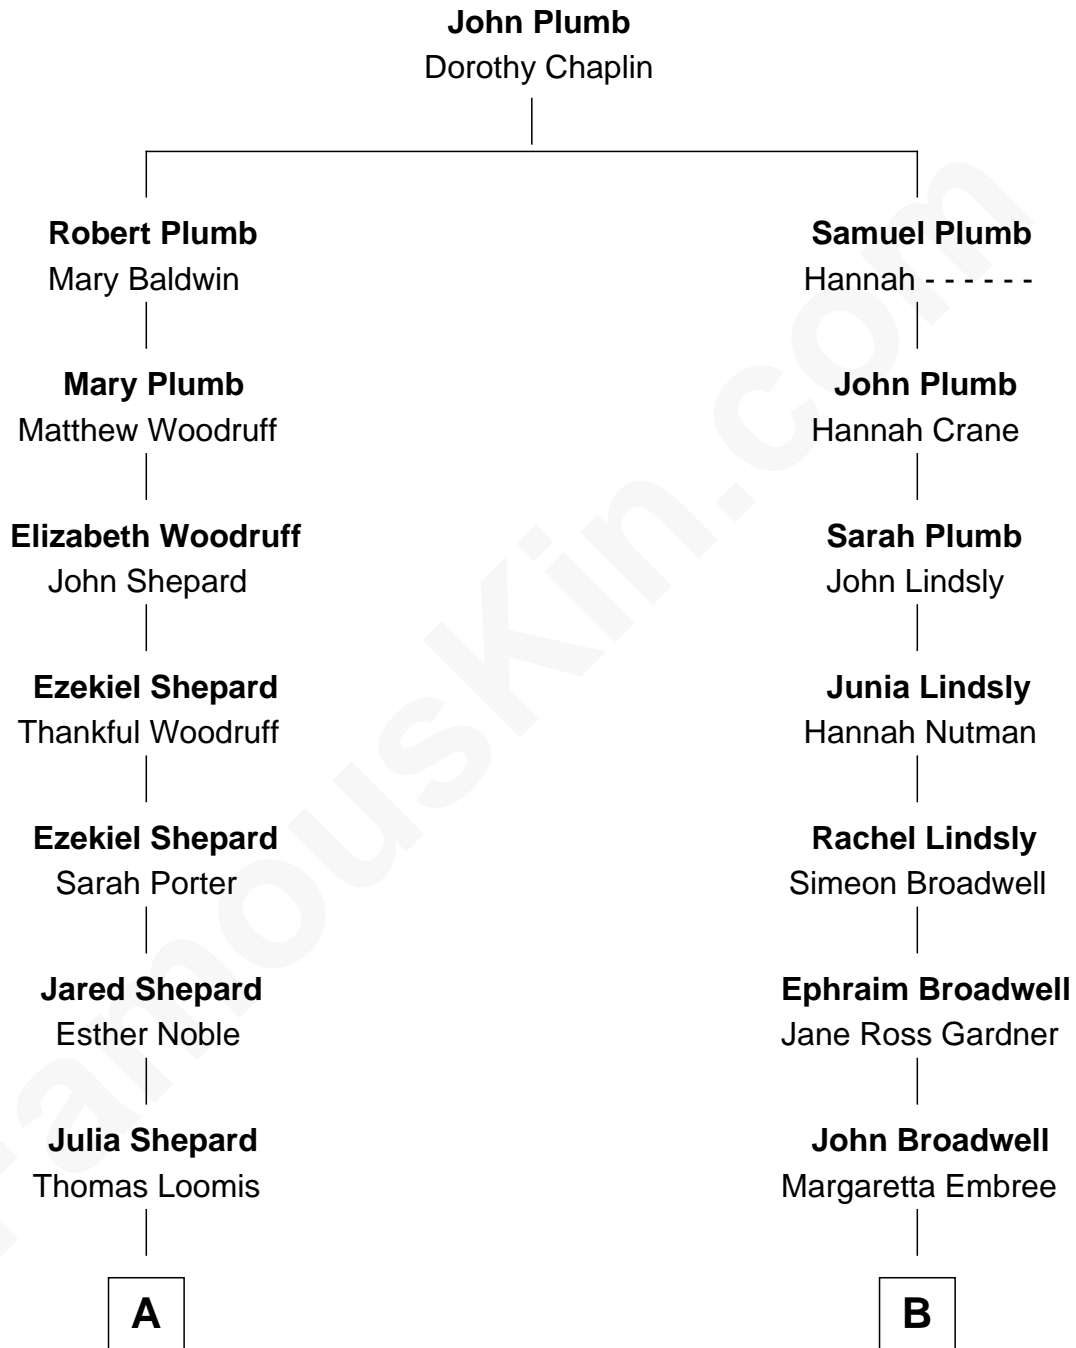 John Plumb
Dorothy Chaplin
Robert Plumb
Mary Baldwin
Samuel Plumb
Hannah - - - - - -
Mary Plumb
Matthew Woodruff
John Plumb
Hannah Crane
Elizabeth Woodruff
John Shepard
Sarah Plumb
John Lindsly
Ezekiel Shepard
Thankful Woodruff
Junia Lindsly
Hannah Nutman
Ezekiel Shepard
Sarah Porter
Rachel Lindsly
Simeon Broadwell
Jared Shepard
Esther Noble
Ephraim Broadwell
Jane Ross Gardner
Julia Shepard
Thomas Loomis
John Broadwell
Margaretta Embree
A
B
FamousKin.com